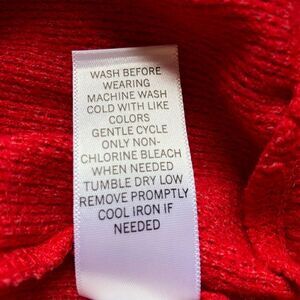 WASH BEFORE
WEARING
MACHINE WASH
COLD WITH LIKE
COLORS
GENTLE CYCLE
ONLY NON-
CHLORINE BLEACH
WHEN NEEDED
TUMBLE DRY LOW
REMOVE PROMPTLY
COOL IRON IF
NEEDED